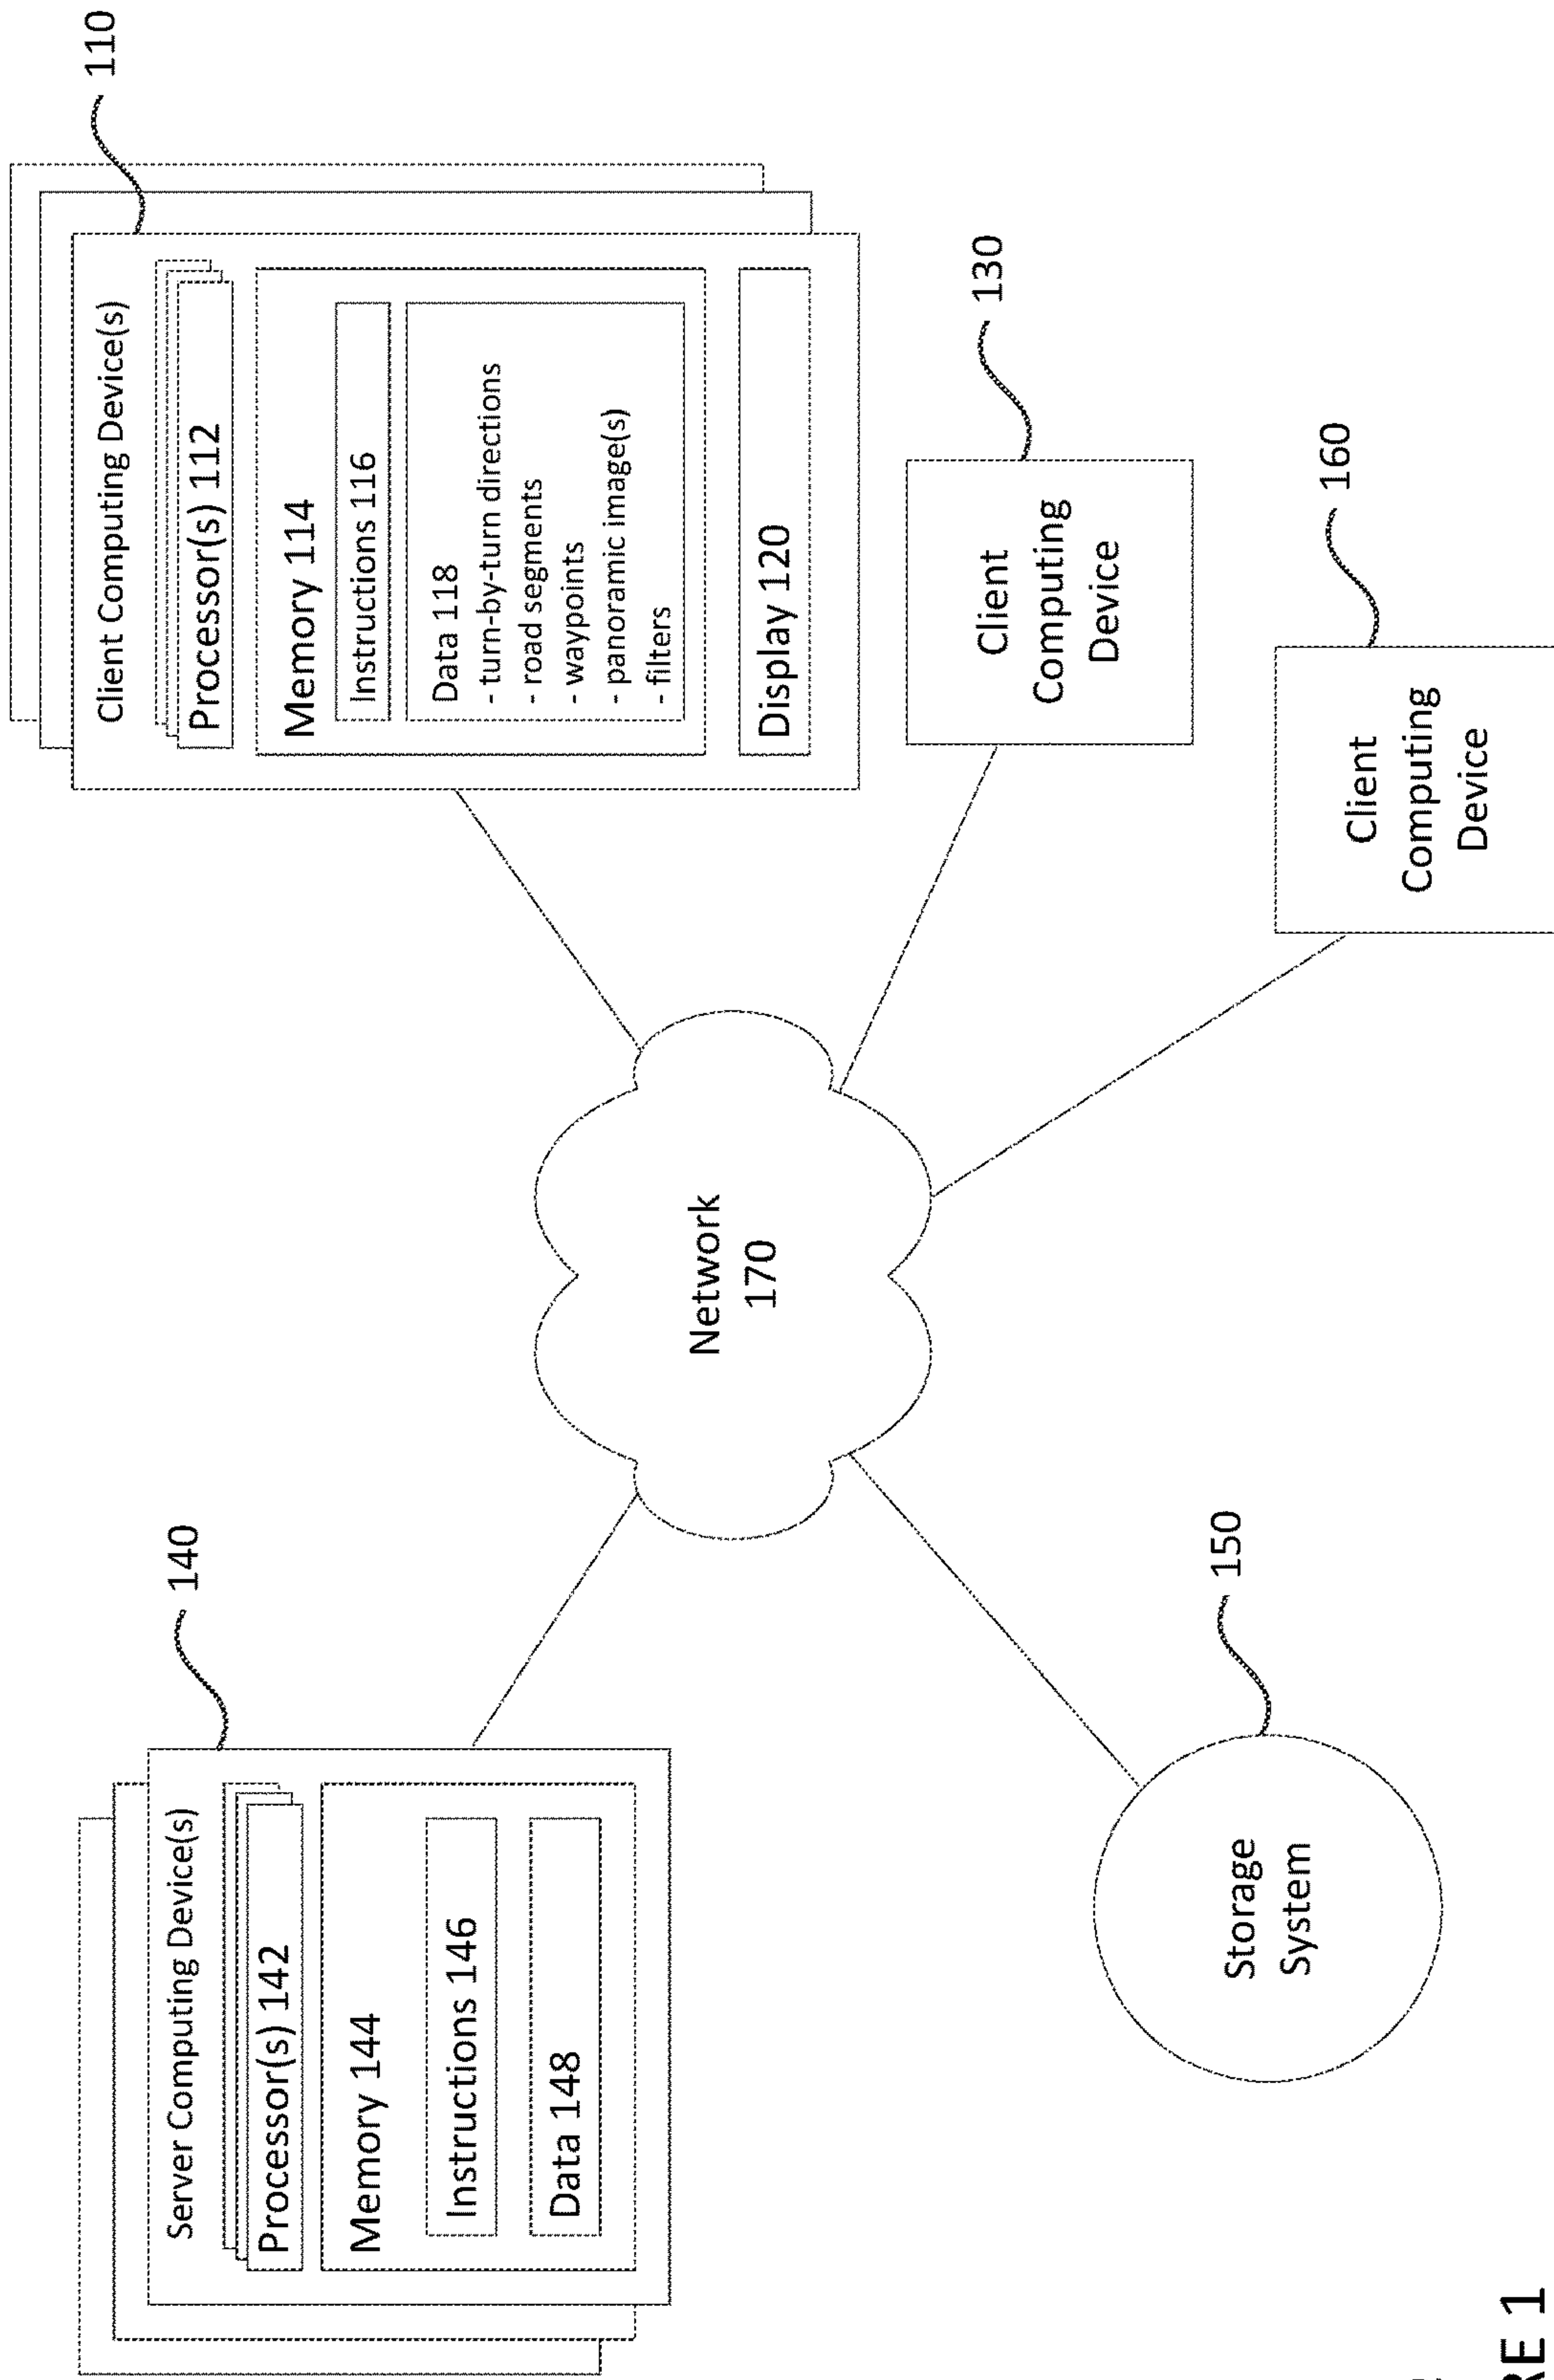 140
Server Computing Device(s)
Processor(s) 142
Memory 144
Instructions 146
Data 148
110
Client Computing Device(s)
Processor(s) 112
Memory 114
Instructions 116
Data 118
- turn-by-turn directions
- road segments
- waypoints
- panoramic image(s)
- filters
Display 120
Network
170
130
Client
Computing
Device
160
Client
Computing
Device
150
Storage
System
RE 1